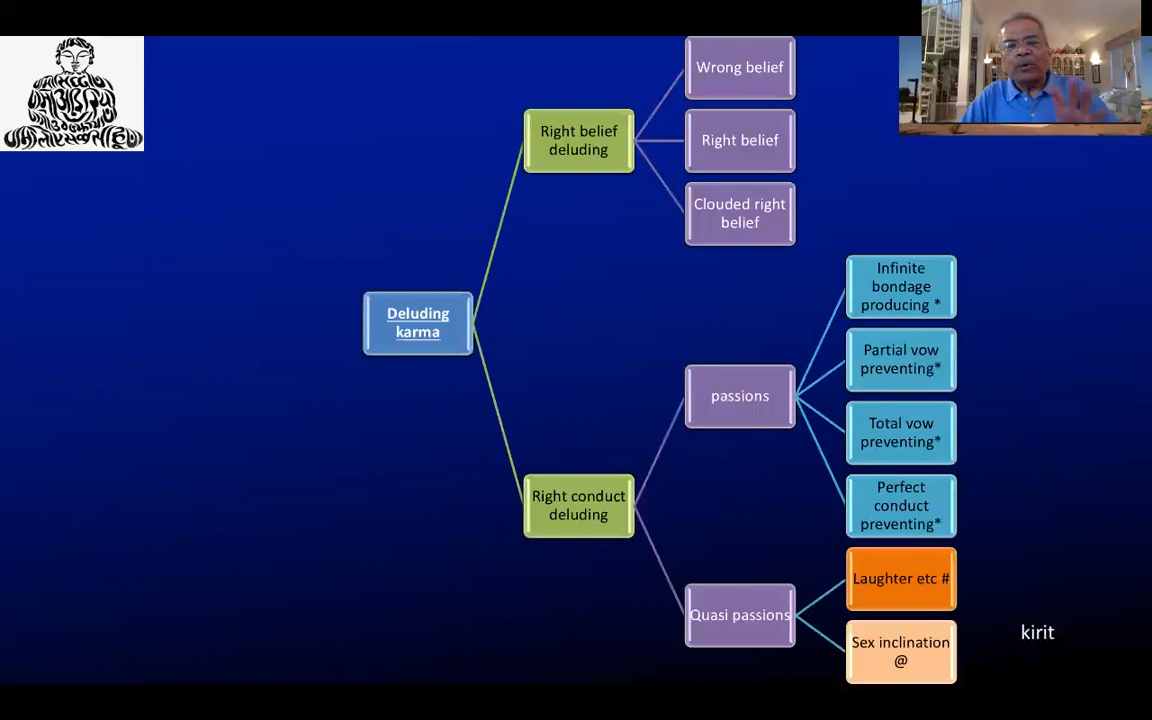 Wrong belief
Right belief
deluding
Right belief
Clouded right
belief
Infinite
bondage
producing *
Deluding
karma
Partial vow
preventing*
passions
Total vow
preventing*
Right conduct
deluding
Perfect
conduct
preventing*
Laughter etc #
Quasi passions
Sex inclination
@
kirit